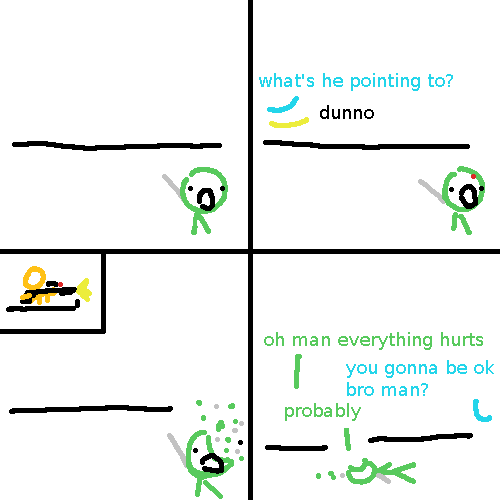 what's he pointing to?
dunno
oh man everything hurts
you gonna be ok
bro man?
probably